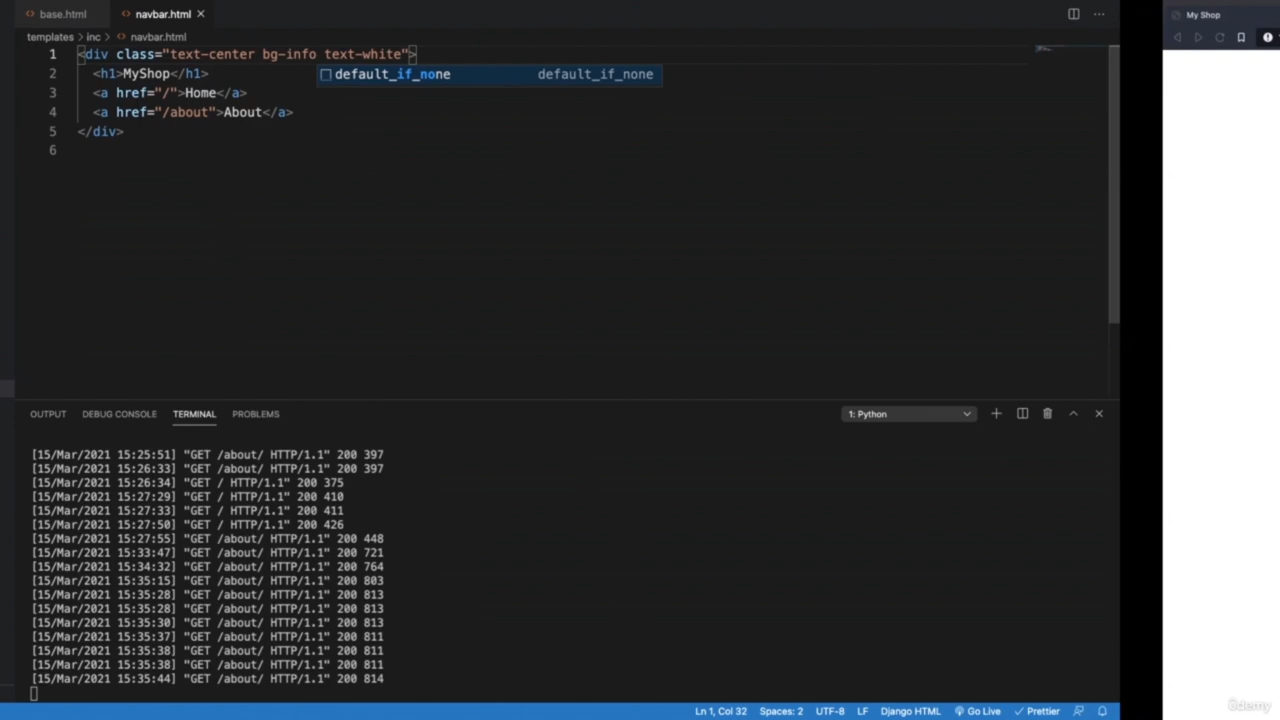 base.html
navbar.html
My Shop
templates > inc > navbar.html
1 <div class="text-center bg-info text-white">
2 <h1>MyShop</h1>
default_if_none default_if_none
3 <a href="/">Home</a>
4 <a href="/about">About</a>
5 </div>
6
OUTPUT DEBUG CONSOLE TERMINAL PROBLEMS
1: Python
[15/Mar/2021 15:25:51] "GET /about/ HTTP/1.1" 200 397
[15/Mar/2021 15:26:33] "GET /about/ HTTP/1.1" 200 397
[15/Mar/2021 15:26:34] "GET / HTTP/1.1" 200 375
[15/Mar/2021 15:27:29] "GET / HTTP/1.1" 200 410
[15/Mar/2021 15:27:33] "GET / HTTP/1.1" 200 411
[15/Mar/2021 15:27:50] "GET / HTTP/1.1" 200 426
[15/Mar/2021 15:27:55] "GET /about/ HTTP/1.1" 200 448
[15/Mar/2021 15:33:47] "GET /about/ HTTP/1.1" 200 721
[15/Mar/2021 15:34:32] "GET /about/ HTTP/1.1" 200 764
[15/Mar/2021 15:35:15] "GET /about/ HTTP/1.1" 200 803
[15/Mar/2021 15:35:28] "GET /about/ HTTP/1.1" 200 813
[15/Mar/2021 15:35:28] "GET /about/ HTTP/1.1" 200 813
[15/Mar/2021 15:35:30] "GET /about/ HTTP/1.1" 200 813
[15/Mar/2021 15:35:37] "GET /about/ HTTP/1.1" 200 811
[15/Mar/2021 15:35:38] "GET /about/ HTTP/1.1" 200 811
[15/Mar/2021 15:35:38] "GET /about/ HTTP/1.1" 200 811
[15/Mar/2021 15:35:44] "GET /about/ HTTP/1.1" 200 814
Ln 1, Col 32 Spaces: 2 UTF-8 LF Django HTML Go Live Prettier
ûdemy